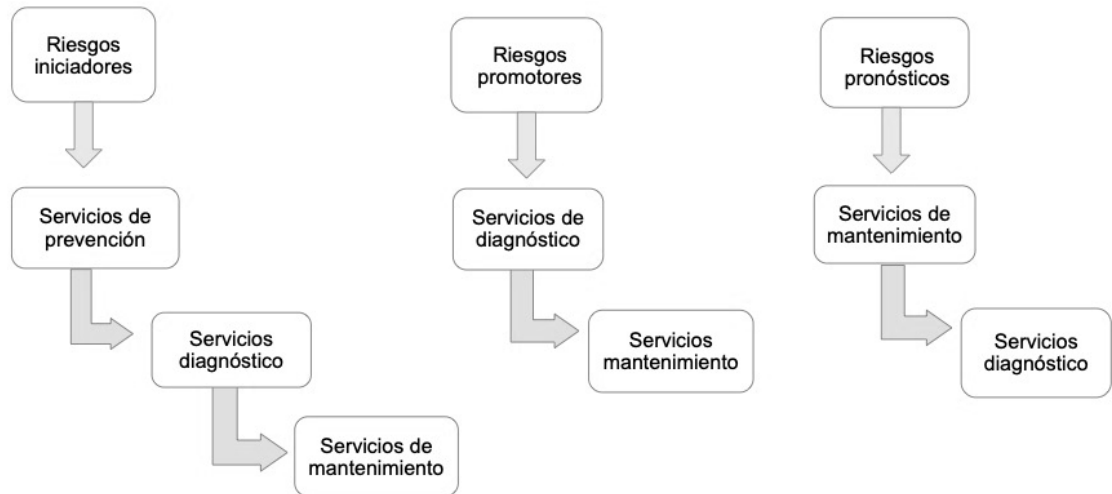 Riesgos
iniciadores
Servicios de
prevención
Servicios
diagnóstico
Servicios de
mantenimiento
Riesgos
promotores
Servicios de
diagnóstico
Servicios
mantenimiento
Riesgos
pronósticos
Servicios de
mantenimiento
Servicios
diagnóstico